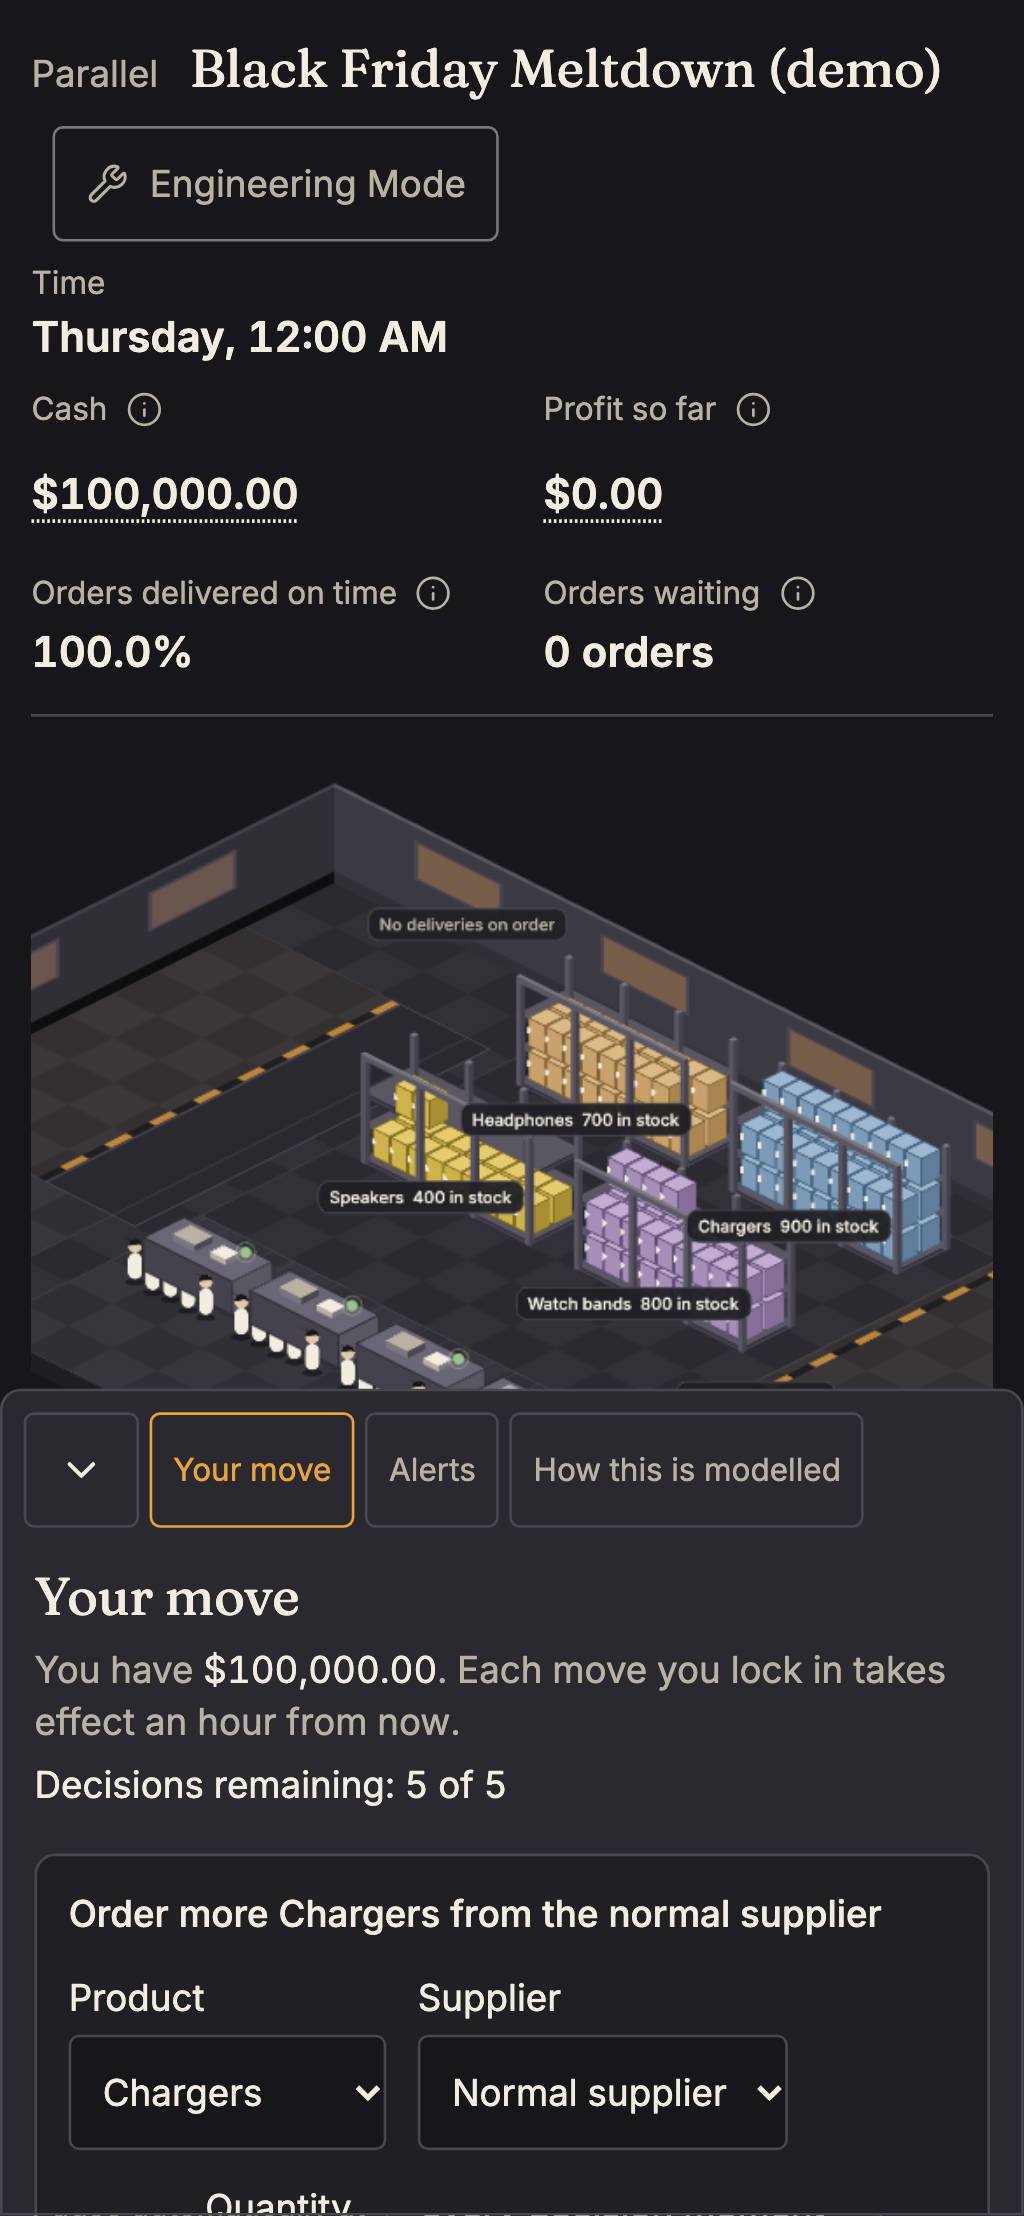 Parallel Black Friday Meltdown (demo)
Engineering Mode
Time
Thursday, 12:00 AM
Cash
Profit so far
$100,000.00
$0.00
Orders delivered on time
Orders waiting
100.0%
0 orders
No deliveries on order
Headphones 700 in stock
Speakers 400 in stock
Chargers 900 in stock
Watch bands 800 in stock
Your move
Alerts
How this is modelled
Your move
You have $100,000.00. Each move you lock in takes
effect an hour from now.
Decisions remaining: 5 of 5
Order more Chargers from the normal supplier
Product
Supplier
Chargers
Normal supplier
Quantity